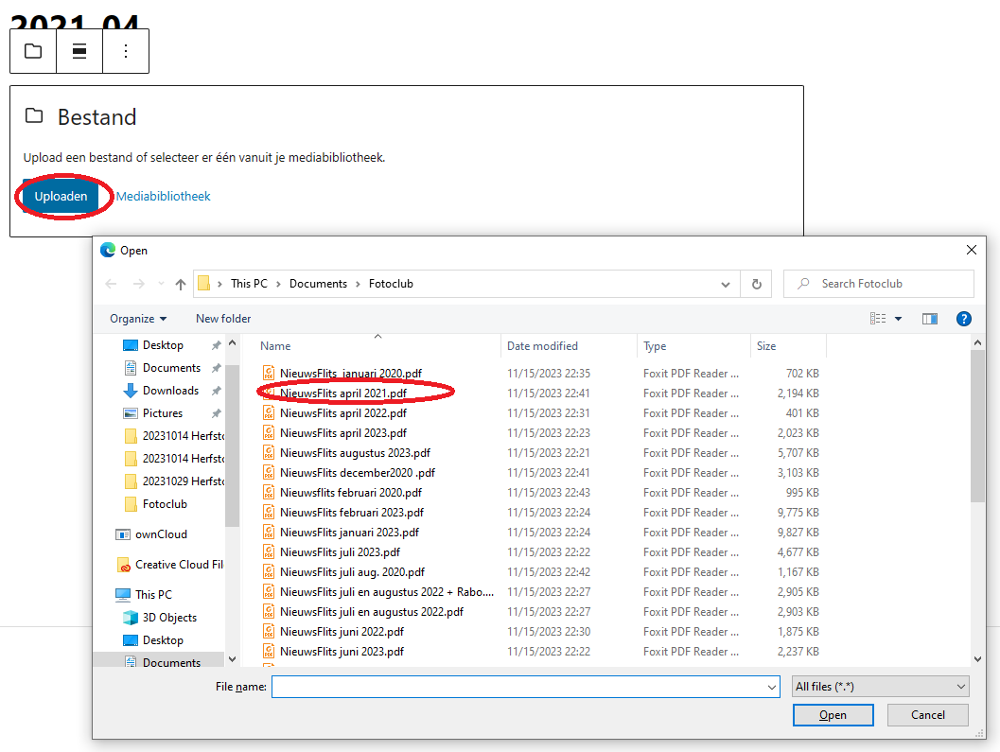 2021_04
Bestand
Upload een bestand of selecteer er één vanuit je mediabibliotheek.
Uploaden Mediabibliotheek
Open
This PC > Documents > Fotoclub
Search Fotoclub
Organize New folder
Desktop
Documents
Downloads
Pictures
20231014 Herfst
20231014 Herfst
20231029 Herfst
Fotoclub
ownCloud
Creative Cloud Fil
This PC
3D Objects
Desktop
Documents
Name Date modified Type Size
NieuwsFlits januari 2020.pdf 11/15/2023 22:35 Foxit PDF Reader ... 702 KB
NieuwsFlits april 2021.pdf 11/15/2023 22:41 Foxit PDF Reader ... 2,194 KB
NieuwsFlits april 2022.pdf 11/15/2023 22:31 Foxit PDF Reader ... 401 KB
NieuwsFlits april 2023.pdf 11/15/2023 22:23 Foxit PDF Reader ... 2,023 KB
NieuwsFlits augustus 2023.pdf 11/15/2023 22:21 Foxit PDF Reader ... 5,707 KB
NieuwsFlits december2020 .pdf 11/15/2023 22:41 Foxit PDF Reader ... 3,103 KB
Nieuwsflits februari 2020.pdf 11/15/2023 22:43 Foxit PDF Reader ... 995 KB
NieuwsFlits februari 2023.pdf 11/15/2023 22:24 Foxit PDF Reader ... 9,775 KB
NieuwsFlits januari 2023.pdf 11/15/2023 22:24 Foxit PDF Reader ... 9,827 KB
NieuwsFlits juli 2023.pdf 11/15/2023 22:22 Foxit PDF Reader ... 4,677 KB
NieuwsFlits juli aug. 2020.pdf 11/15/2023 22:42 Foxit PDF Reader ... 1,167 KB
NieuwsFlits juli en augustus 2022 + Rabo.... 11/15/2023 22:27 Foxit PDF Reader ... 2,905 KB
NieuwsFlits juli en augustus 2022.pdf 11/15/2023 22:27 Foxit PDF Reader ... 2,903 KB
NieuwsFlits juni 2022.pdf 11/15/2023 22:30 Foxit PDF Reader ... 1,875 KB
NieuwsFlits juni 2023.pdf 11/15/2023 22:22 Foxit PDF Reader ... 2,237 KB
File name: All files (*.*)
Open Cancel